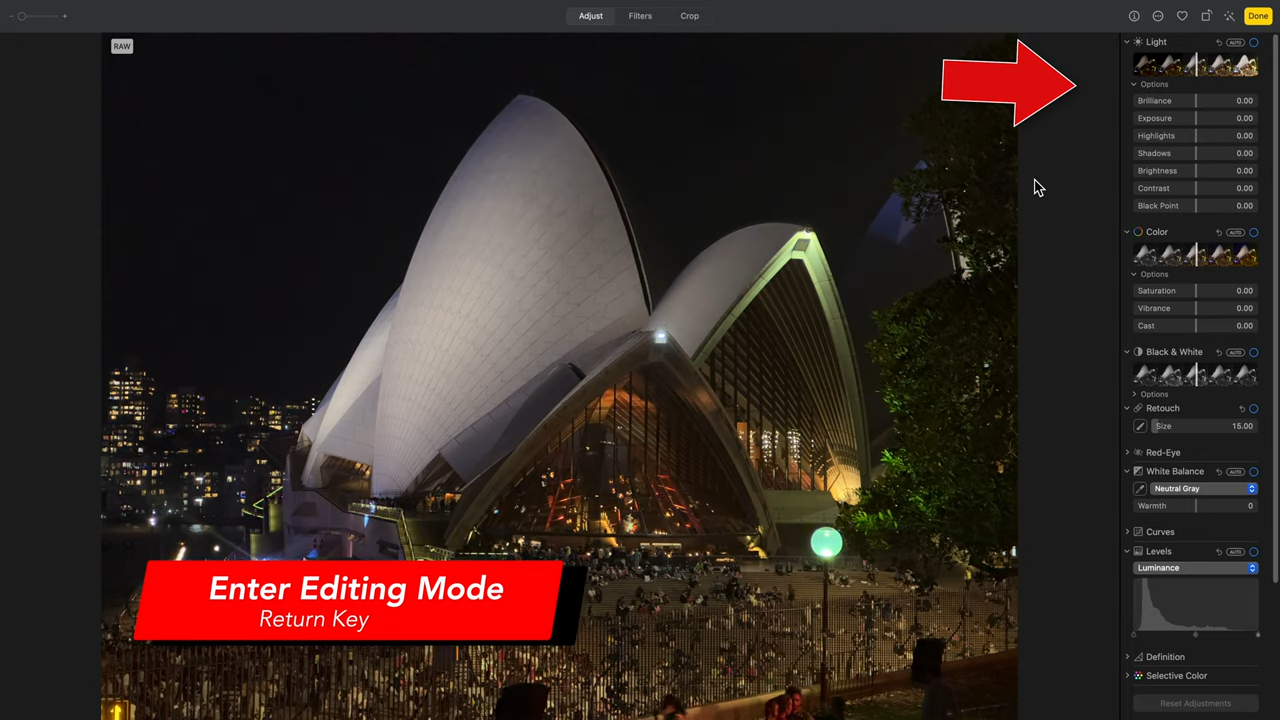 Adjust
Filters
Crop
Done
RAW
Light
AUTO
Options
Brilliance 0.00
Exposure 0.00
Highlights 0.00
Shadows 0.00
Brightness 0.00
Contrast 0.00
Black Point 0.00
Color
AUTO
Options
Saturation 0.00
Vibrance 0.00
Cast 0.00
Black & White
AUTO
Options
Retouch
Size 15.00
Red-Eye
White Balance
AUTO
Neutral Gray
Warmth 0
Curves
Levels
AUTO
Luminance
Definition
Selective Color
Reset Adjustments
Enter Editing Mode
Return Key